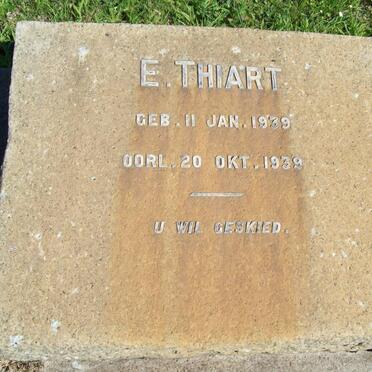 E. THIART
GEB. 11 JAN. 1939
OORL. 20 OKT. 1939
U WIL GESKIED.